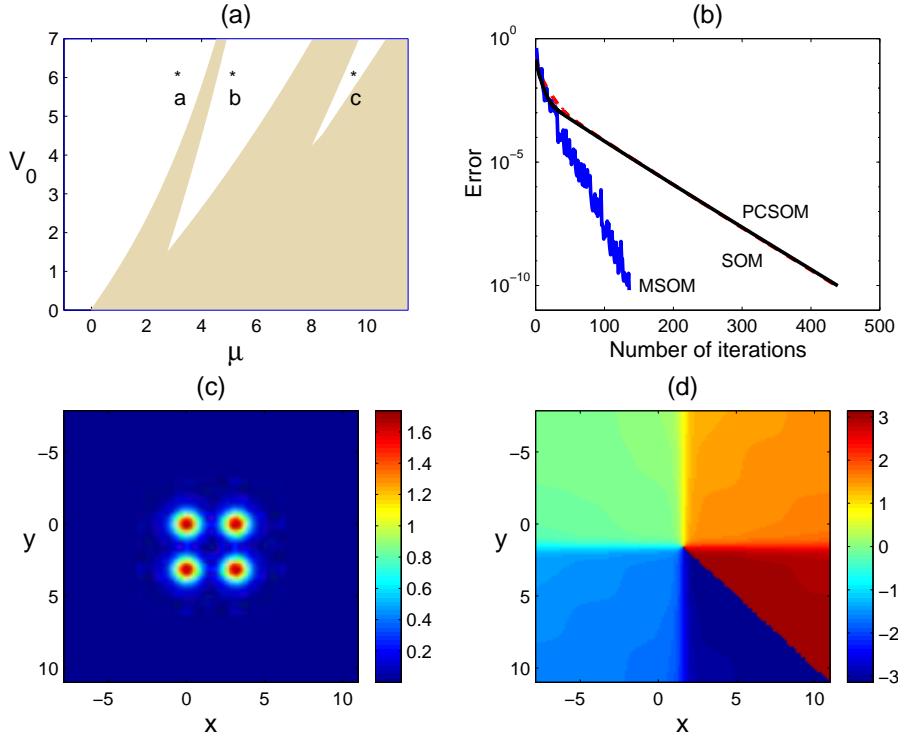 (a)
7
6
5
4
3
2
1
0
V0
* * *
a b c
0 2 4 6 8 10
μ
(b)
10^0
10^-5
10^-10
Error
PCSOM
SOM
MSOM
0 100 200 300 400 500
Number of iterations
(c)
-5
0
5
10
y
-5 0 5 10
x
1.6
1.4
1.2
1
0.8
0.6
0.4
0.2
(d)
-5
0
5
10
y
-5 0 5 10
x
3
2
1
0
-1
-2
-3